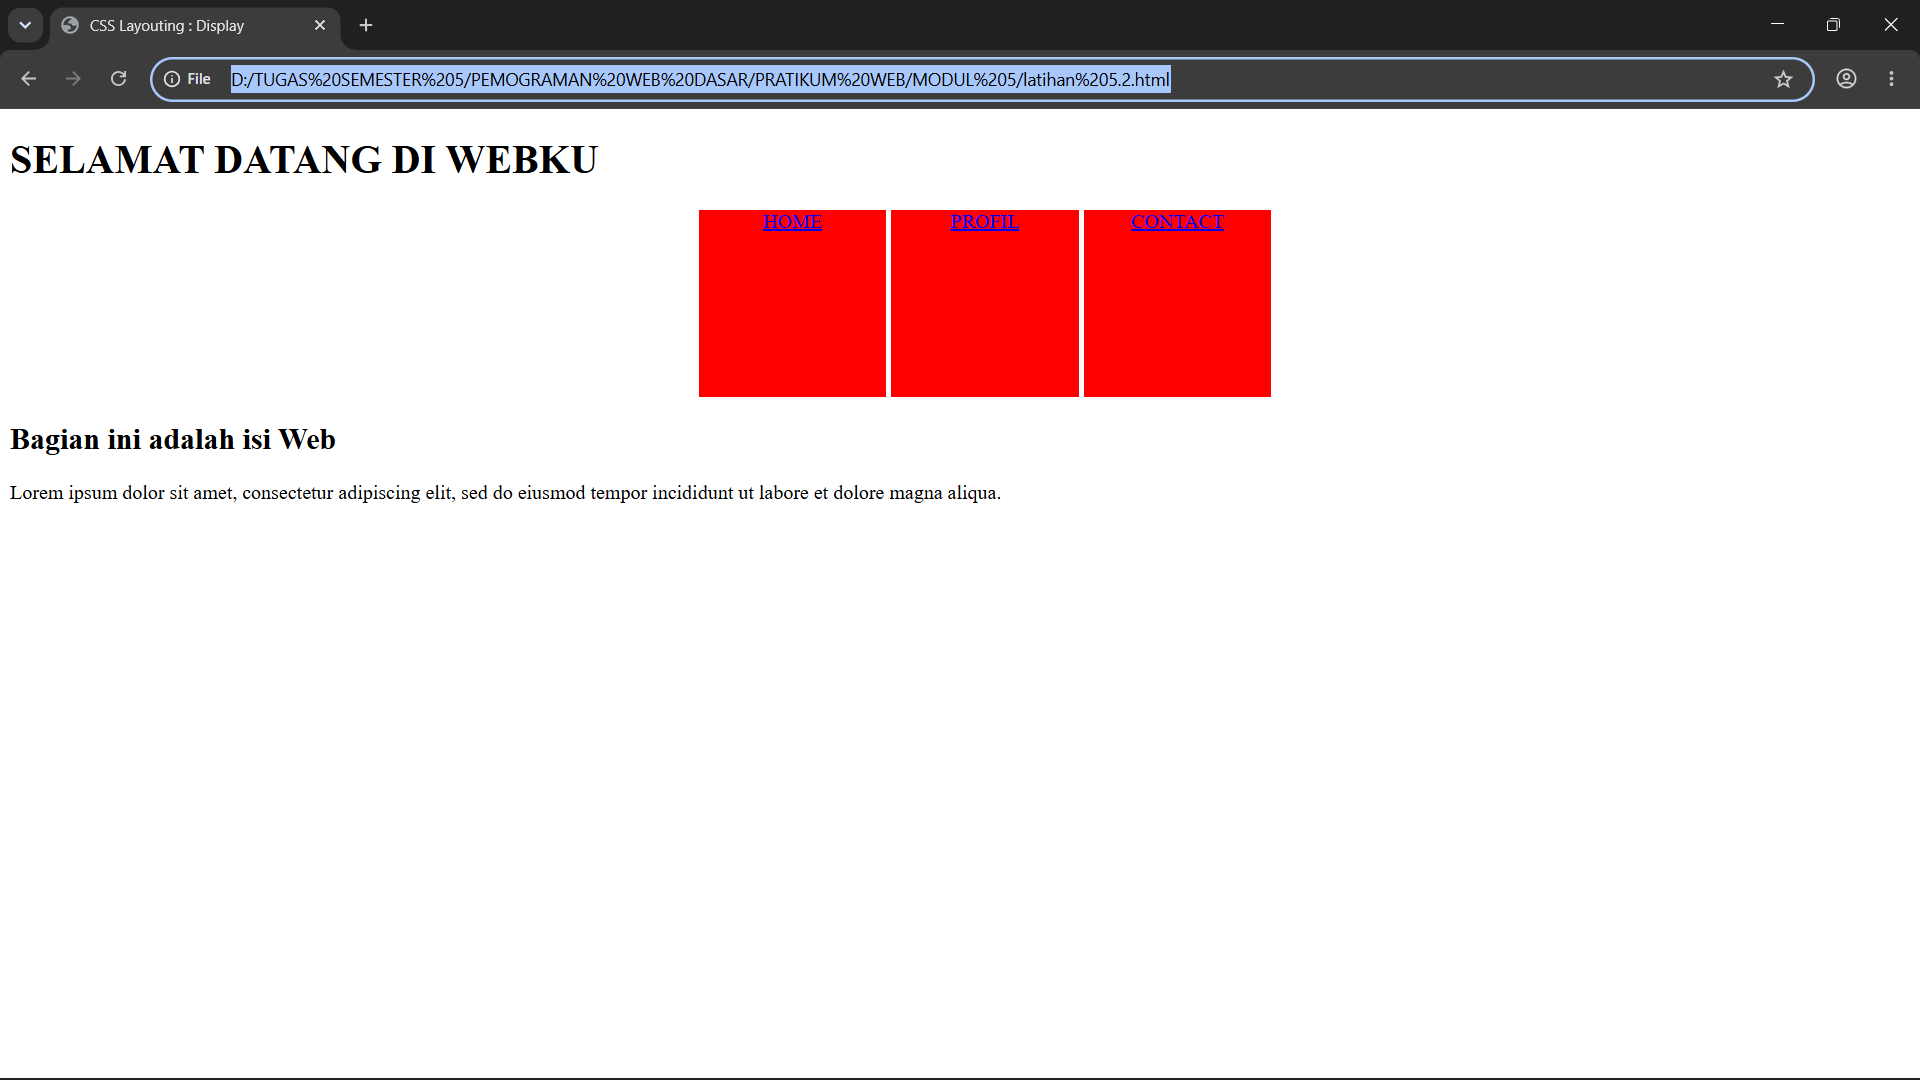 CSS Layouting : Display
File D:/TUGAS%20SEMESTER%205/PEMOGRAMAN%20WEB%20DASAR/PRATIKUM%20WEB/MODUL%205/latihan%205.2.html
SELAMAT DATANG DI WEBKU
HOME PROFIL CONTACT
Bagian ini adalah isi Web
Lorem ipsum dolor sit amet, consectetur adipiscing elit, sed do eiusmod tempor incididunt ut labore et dolore magna aliqua.